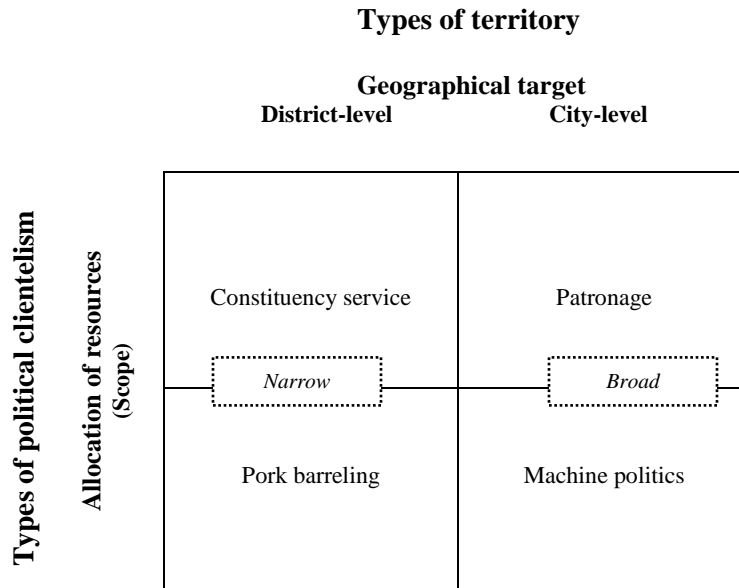 Types of territory
Geographical target
District-level City-level
Types of political clientelism
Allocation of resources
(Scope)
Constituency service Patronage
Narrow Broad
Pork barreling Machine politics